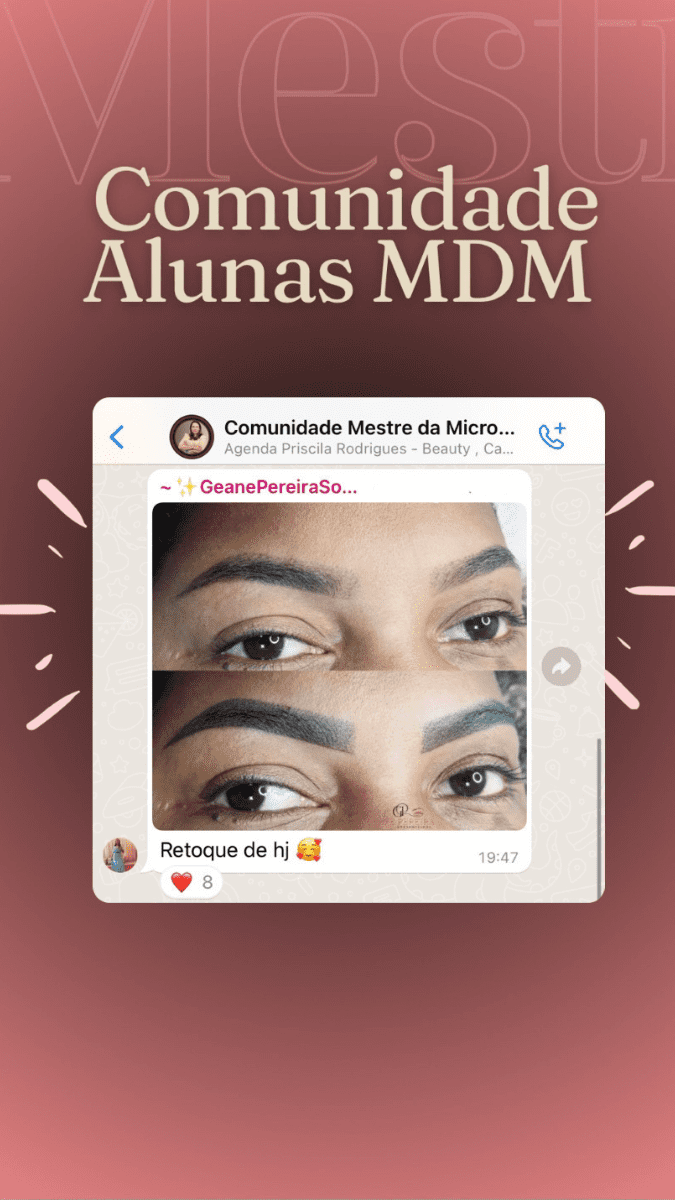 Mest
Comunidade
Alunas MDM
Comunidade Mestre da Micro...
Agenda Priscila Rodrigues - Beauty , Ca...
~ ✨GeanePereiraSo...
Retoque de hj 🥰
19:47
❤️ 8